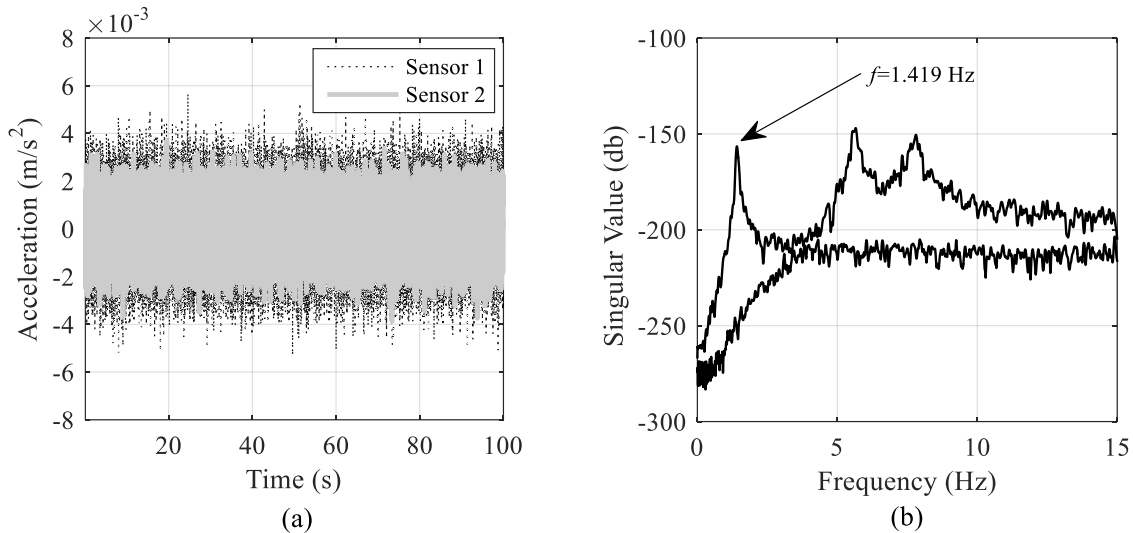 ×10⁻³
8
6
4
2
0
-2
-4
-6
-8
Acceleration (m/s²)
Sensor 1
Sensor 2
20 40 60 80 100
Time (s)
(a)
-100
-150
-200
-250
-300
Singular Value (db)
f=1.419 Hz
0 5 10 15
Frequency (Hz)
(b)